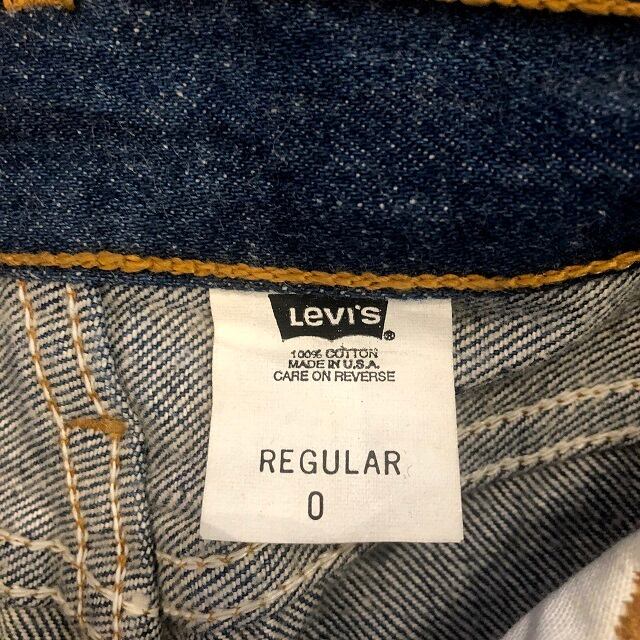 Levi's ®
100% COTTON
MADE IN U.S.A.
CARE ON REVERSE
REGULAR
0